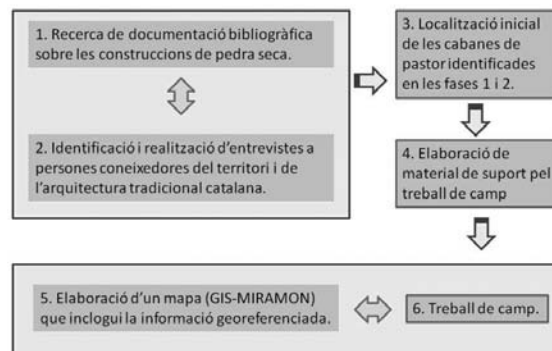 1. Recerca de documentació bibliogràfica
sobre les construccions de pedra seca.
2. Identificació i realització d'entrevistes a
persones coneixedores del territori i de
l'arquitectura tradicional catalana.
3. Localització inicial
de les cabanes de
pastor identificades
en les fases 1 i 2.
4. Elaboració de
material de suport pel
treball de camp
5. Elaboració d'un mapa (GIS-MIRAMON)
que inclogui la informació georeferenciada.
6. Treball de camp.